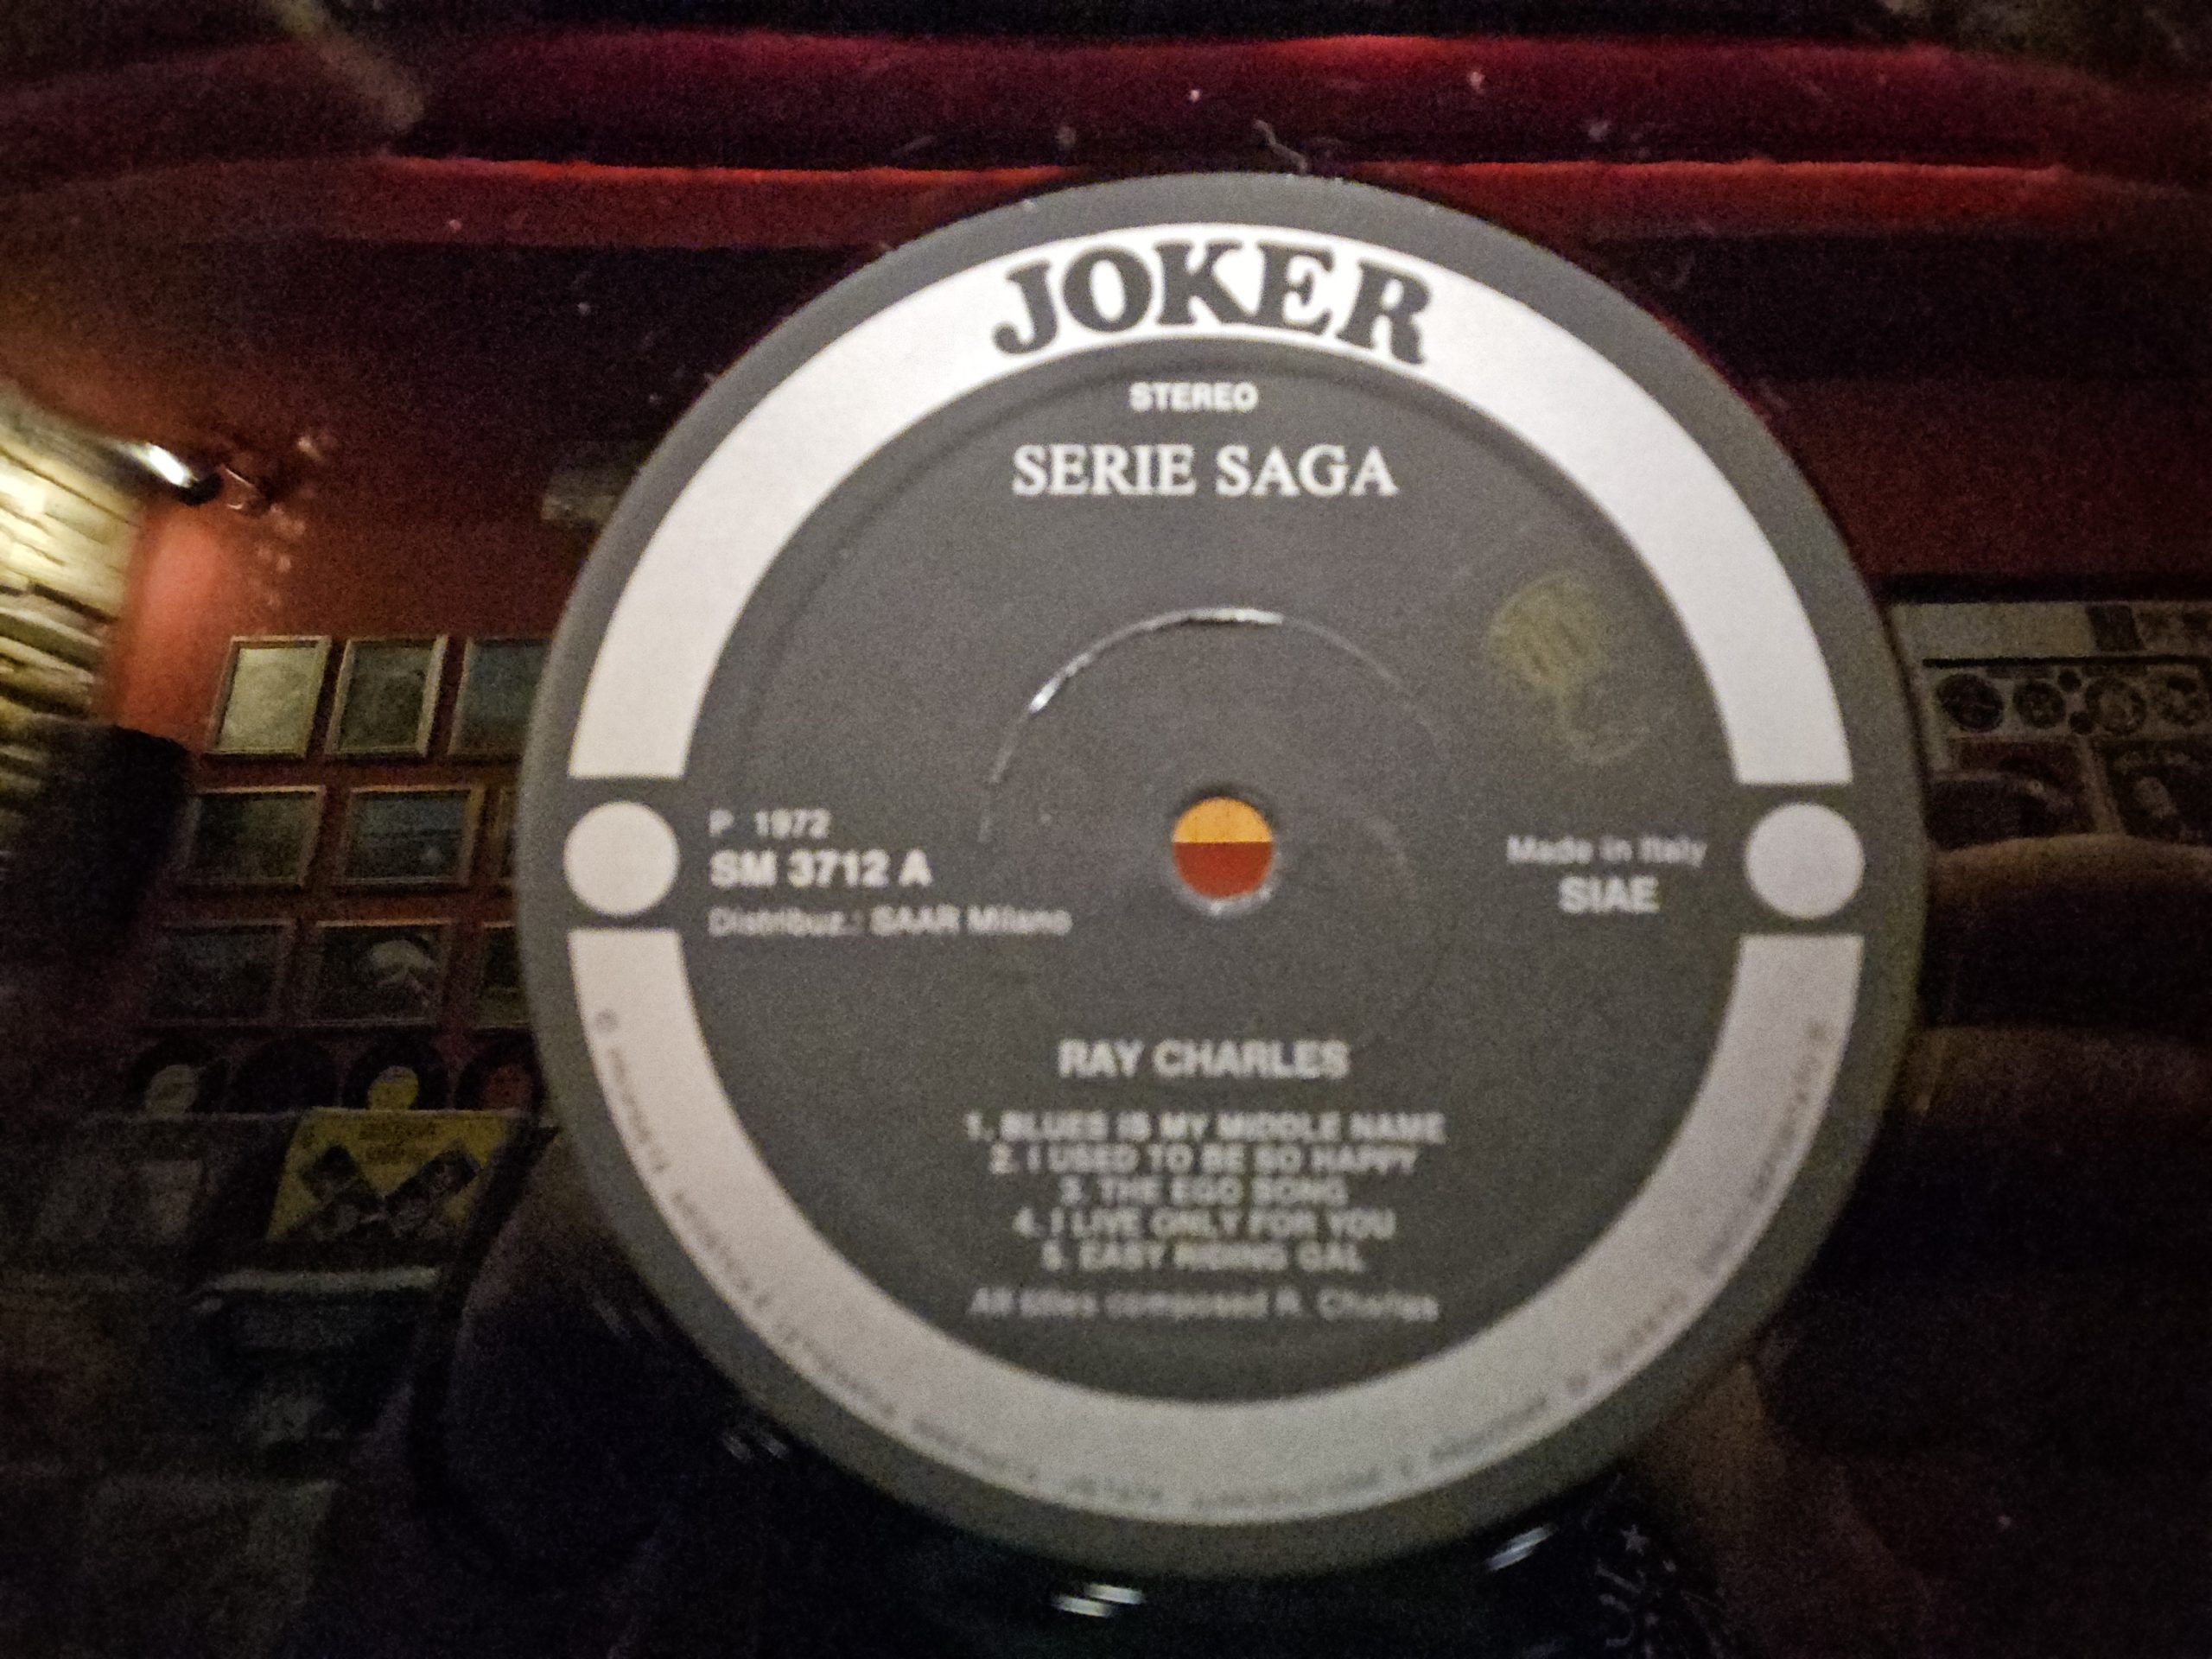 JOKER
STEREO
SERIE SAGA
P 1972
SM 3712 A
Distribuz.: SAAR Milano
Made in Italy
SIAE
RAY CHARLES
1. BLUES IS MY MIDDLE NAME
2. I USED TO BE SO HAPPY
3. THE EGO SONG
4. I LIVE ONLY FOR YOU
5. EASY RIDING GAL
All titles composed R. Charles